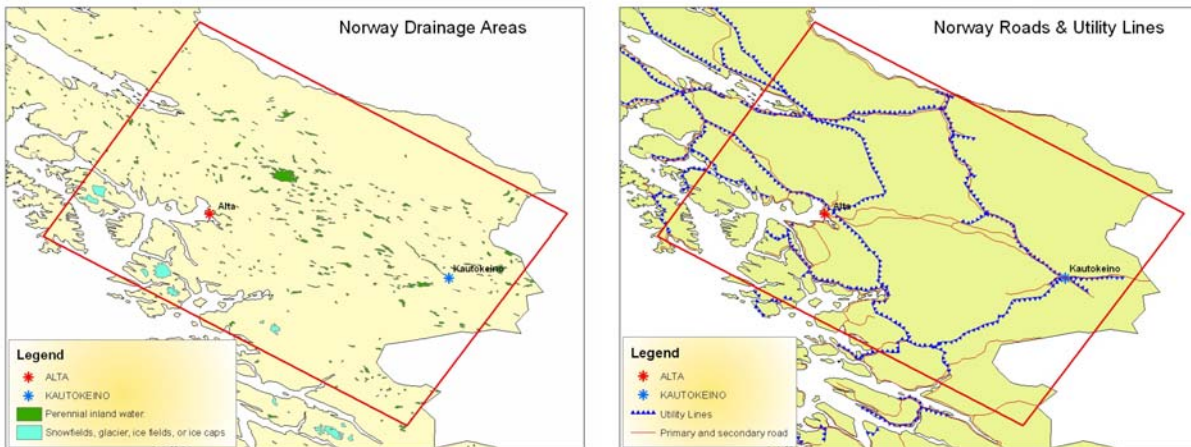 Norway Drainage Areas
Alta
Kautokeino
Legend
ALTA
KAUTOKEINO
Perennial inland water
Snowfields, glacier, ice fields, or ice caps
Norway Roads & Utility Lines
Alta
Kautokeino
Legend
ALTA
KAUTOKEINO
Utility Lines
Primary and secondary road